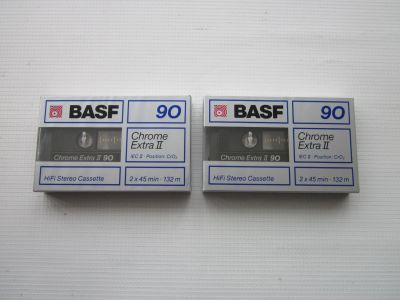 BASF
90
Chrome
Extra II
IEC II · Position: CrO₂
Chrome Extra II 90
HiFi Stereo Cassette
2 x 45 min · 132 m
BASF
90
Chrome
Extra II
IEC II · Position: CrO₂
Chrome Extra II 90
HiFi Stereo Cassette
2 x 45 min · 132 m